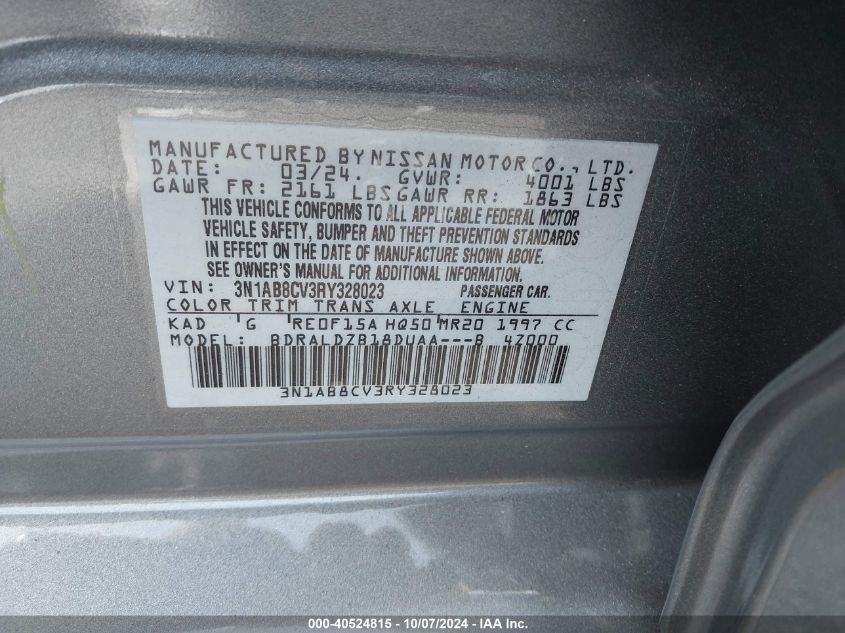 MANUFACTURED BY NISSAN MOTOR CO., LTD.
DATE: 03/24. GVWR: 4001 LBS
GAWR FR: 2161 LBS GAWR RR: 1863 LBS
THIS VEHICLE CONFORMS TO ALL APPLICABLE FEDERAL MOTOR
VEHICLE SAFETY, BUMPER AND THEFT PREVENTION STANDARDS
IN EFFECT ON THE DATE OF MANUFACTURE SHOWN ABOVE.
SEE OWNER'S MANUAL FOR ADDITIONAL INFORMATION.
VIN: 3N1AB8CV3RY328023 PASSENGER CAR.
COLOR TRIM TRANS AXLE ENGINE
KAD G RE0F15A HQ50 MR20 1997 CC
MODEL: BDRALDZB18DUAA---B 47000
3N1AB8CV3RY328023
000-40524815 - 10/07/2024 - IAA Inc.